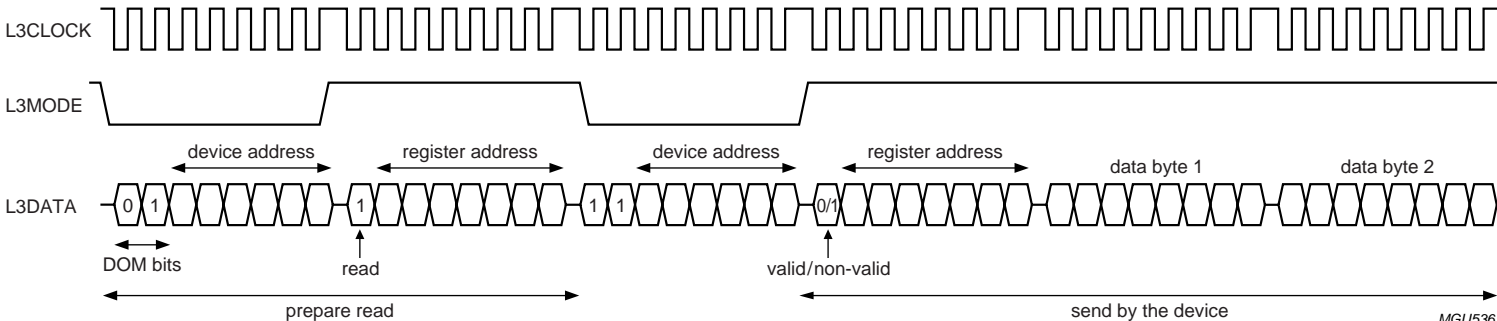 L3CLOCK
L3MODE
device address register address device address register address data byte 1 data byte 2
L3DATA 0 1 1 1 1 0/1
DOM bits read valid/non-valid
prepare read send by the device
MGU536